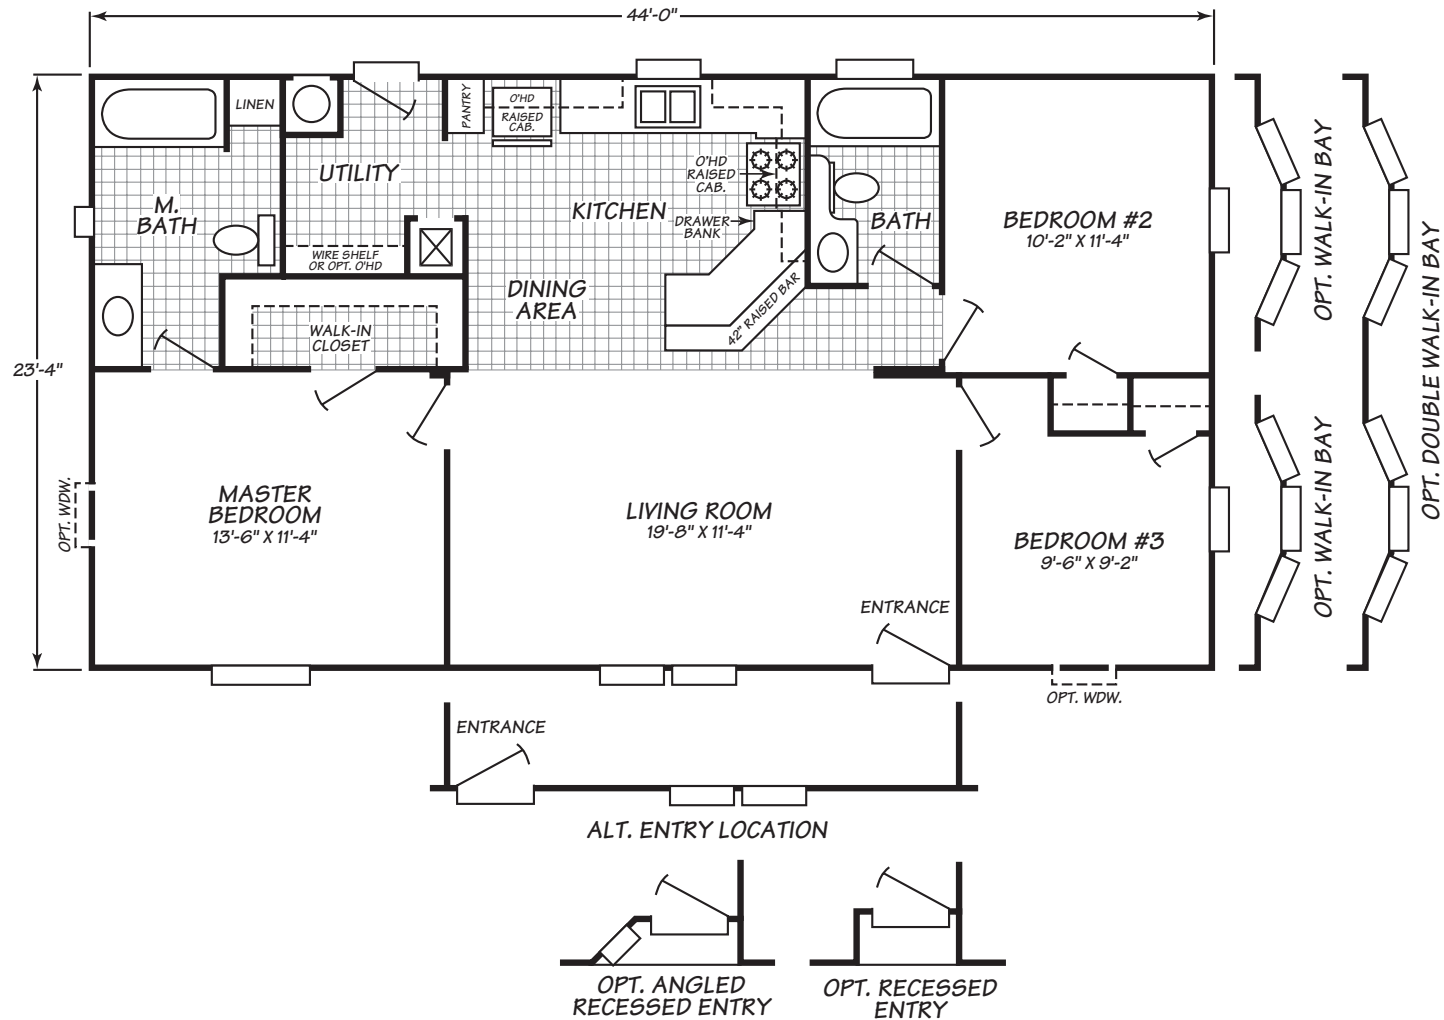 44'-0"
LINEN
PANTRY
O'HD
RAISED
CAB.
UTILITY
O'HD
RAISED
CAB.
M.
BATH
KITCHEN
DRAWER
BANK
BATH
BEDROOM #2
10'-2" X 11'-4"
WIRE SHELF
OR OPT. O'HD
DINING
AREA
42" RAISED BAR
WALK-IN
CLOSET
23'-4"
OPT. WALK-IN BAY
OPT. DOUBLE WALK-IN BAY
OPT. WDW.
MASTER
BEDROOM
13'-6" X 11'-4"
LIVING ROOM
19'-8" X 11'-4"
BEDROOM #3
9'-6" X 9'-2"
OPT. WALK-IN BAY
ENTRANCE
OPT. WDW.
ENTRANCE
ALT. ENTRY LOCATION
OPT. ANGLED
RECESSED ENTRY
OPT. RECESSED
ENTRY